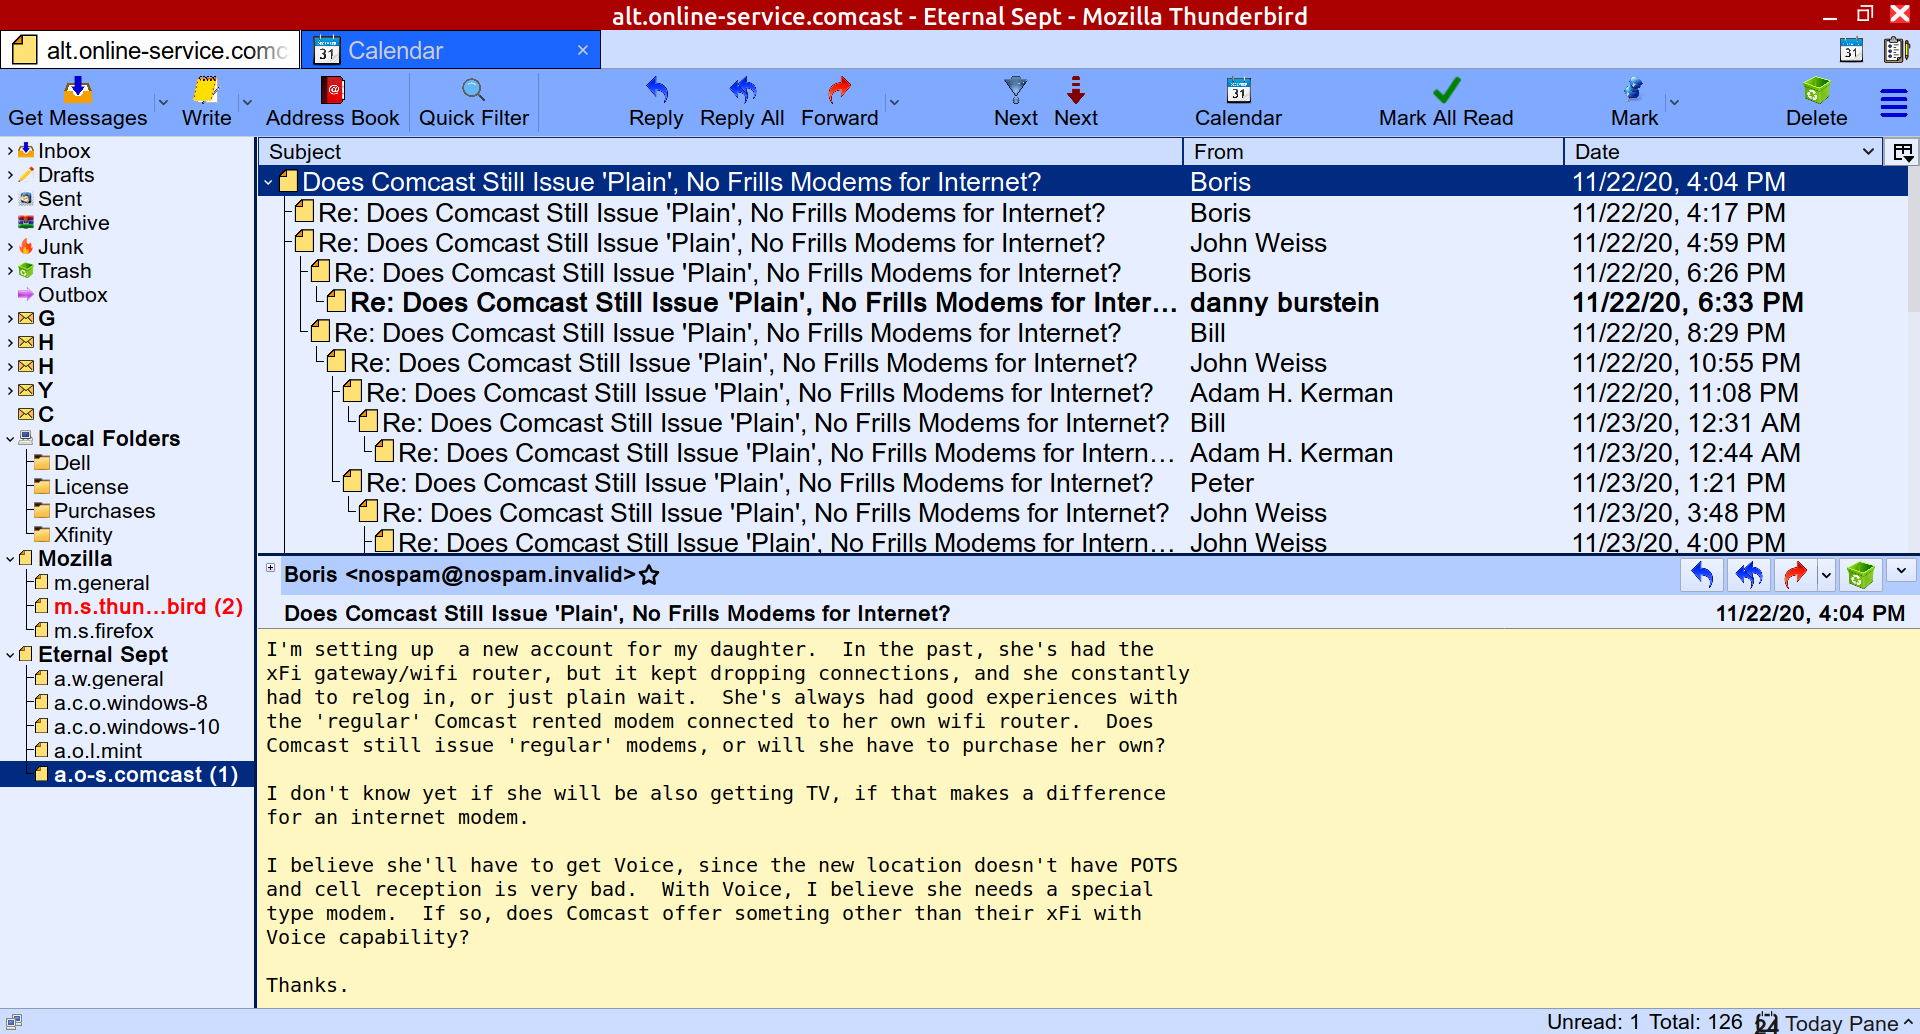 alt.online-service.comcast - Eternal Sept - Mozilla Thunderbird
alt.online-service.comc
31 Calendar ×
31
Get Messages Write Address Book Quick Filter Reply Reply All Forward Next Next Calendar Mark All Read Mark Delete
Subject From Date
Does Comcast Still Issue 'Plain', No Frills Modems for Internet? Boris 11/22/20, 4:04 PM
Re: Does Comcast Still Issue 'Plain', No Frills Modems for Internet? Boris 11/22/20, 4:17 PM
Re: Does Comcast Still Issue 'Plain', No Frills Modems for Internet? John Weiss 11/22/20, 4:59 PM
Re: Does Comcast Still Issue 'Plain', No Frills Modems for Internet? Boris 11/22/20, 6:26 PM
Re: Does Comcast Still Issue 'Plain', No Frills Modems for Inter… danny burstein 11/22/20, 6:33 PM
Re: Does Comcast Still Issue 'Plain', No Frills Modems for Internet? Bill 11/22/20, 8:29 PM
Re: Does Comcast Still Issue 'Plain', No Frills Modems for Internet? John Weiss 11/22/20, 10:55 PM
Re: Does Comcast Still Issue 'Plain', No Frills Modems for Internet? Adam H. Kerman 11/22/20, 11:08 PM
Re: Does Comcast Still Issue 'Plain', No Frills Modems for Internet? Bill 11/23/20, 12:31 AM
Re: Does Comcast Still Issue 'Plain', No Frills Modems for Intern… Adam H. Kerman 11/23/20, 12:44 AM
Re: Does Comcast Still Issue 'Plain', No Frills Modems for Internet? Peter 11/23/20, 1:21 PM
Re: Does Comcast Still Issue 'Plain', No Frills Modems for Internet? John Weiss 11/23/20, 3:48 PM
Re: Does Comcast Still Issue 'Plain', No Frills Modems for Intern… John Weiss 11/23/20, 4:00 PM
Inbox
Drafts
Sent
Archive
Junk
Trash
Outbox
G
H
H
Y
C
Local Folders
Dell
License
Purchases
Xfinity
Mozilla
m.general
m.s.thun…bird (2)
m.s.firefox
Eternal Sept
a.w.general
a.c.o.windows-8
a.c.o.windows-10
a.o.l.mint
a.o-s.comcast (1)
Boris <nospam@nospam.invalid>
Does Comcast Still Issue 'Plain', No Frills Modems for Internet? 11/22/20, 4:04 PM
I'm setting up  a new account for my daughter.  In the past, she's had the
xFi gateway/wifi router, but it kept dropping connections, and she constantly
had to relog in, or just plain wait.  She's always had good experiences with
the 'regular' Comcast rented modem connected to her own wifi router.  Does
Comcast still issue 'regular' modems, or will she have to purchase her own?
I don't know yet if she will be also getting TV, if that makes a difference
for an internet modem.
I believe she'll have to get Voice, since the new location doesn't have POTS
and cell reception is very bad.  With Voice, I believe she needs a special
type modem.  If so, does Comcast offer someting other than their xFi with
Voice capability?
Thanks.
Unread: 1 Total: 126 24 Today Pane